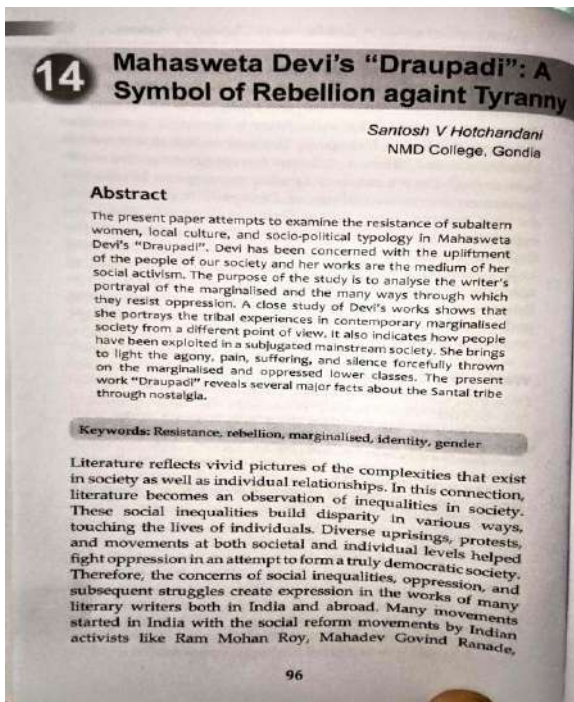 14
Mahasweta Devi's "Draupadi": A
Symbol of Rebellion againt Tyranny
Santosh V Hotchandani
NMD College, Gondia
Abstract
The present paper attempts to examine the resistance of subaltern
women, local culture, and socio-political typology in Mahasweta
Devi's "Draupadi". Devi has been concerned with the upliftment
of the people of our society and her works are the medium of her
social activism. The purpose of the study is to analyse the writer's
portrayal of the marginalised and the many ways through which
they resist oppression. A close study of Devi's works shows that
she portrays the tribal experiences in contemporary marginalised
society from a different point of view. It also indicates how people
have been exploited in a subjugated mainstream society. She brings
to light the agony, pain, suffering, and silence forcefully thrown
on the marginalised and oppressed lower classes. The present
work "Draupadi" reveals several major facts about the Santal tribe
through nostalgia.
Keywords: Resistance, rebellion, marginalised, identity, gender
Literature reflects vivid pictures of the complexities that exist
in society as well as individual relationships. In this connection,
literature becomes an observation of inequalities in society.
These social inequalities build disparity in various ways,
touching the lives of individuals. Diverse uprisings, protests,
and movements at both societal and individual levels helped
fight oppression in an attempt to form a truly democratic society.
Therefore, the concerns of social inequalities, oppression, and
subsequent struggles create expression in the works of many
literary writers both in India and abroad. Many movements
started in India with the social reform movements by Indian
activists like Ram Mohan Roy, Mahadev Govind Ranade,
96